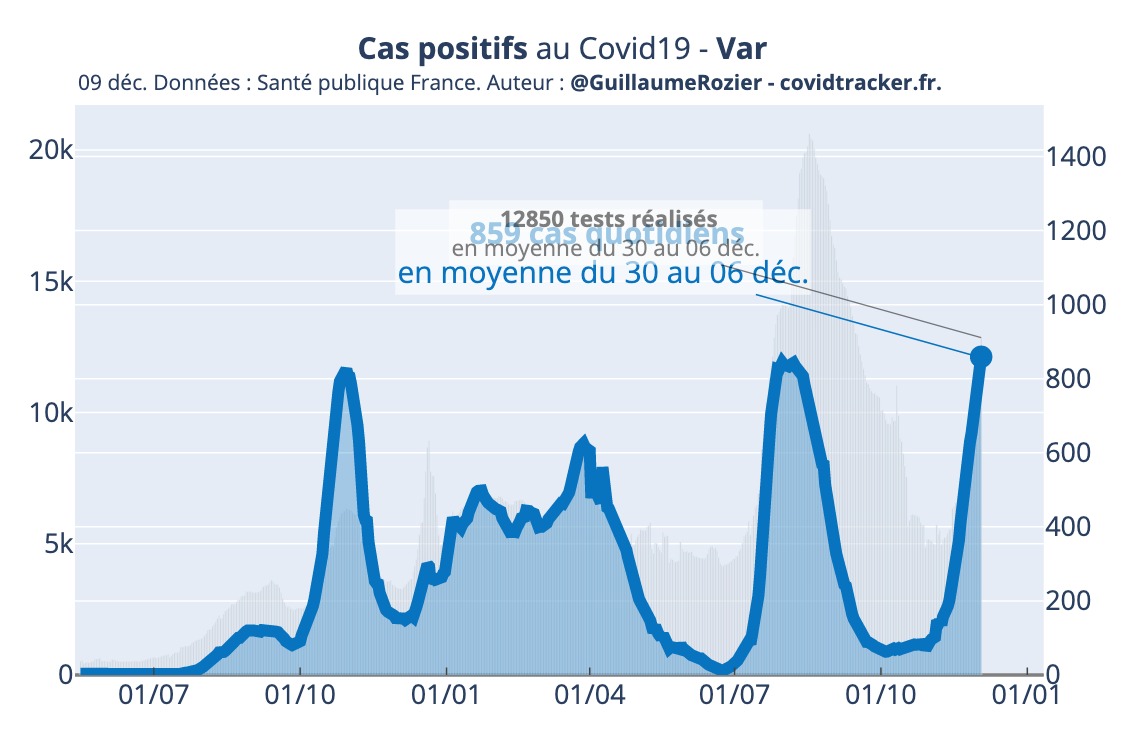 Cas positifs au Covid19 - Var
09 déc. Données : Santé publique France. Auteur : @GuillaumeRozier - covidtracker.fr.
20k
1400
12850 tests réalisés
859 cas quotidiens
1200
en moyenne du 30 au 06 déc.
en moyenne du 30 au 06 déc.
15k
1000
800
10k
600
5k
400
200
0
0
01/07
01/10
01/01
01/04
01/07
01/10
01/01